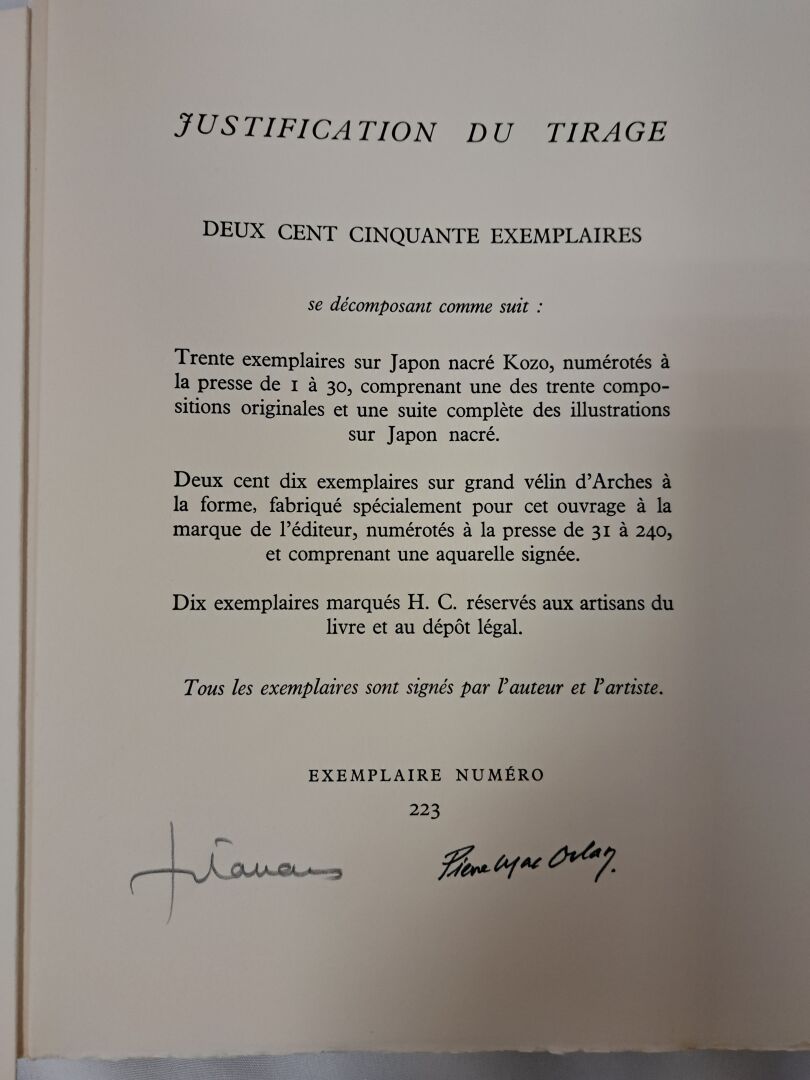 JUSTIFICATION DU TIRAGE
DEUX CENT CINQUANTE EXEMPLAIRES
se décomposant comme suit :
Trente exemplaires sur Japon nacré Kozo, numérotés à
la presse de 1 à 30, comprenant une des trente compo-
sitions originales et une suite complète des illustrations
sur Japon nacré.
Deux cent dix exemplaires sur grand vélin d’Arches à
la forme, fabriqué spécialement pour cet ouvrage à la
marque de l’éditeur, numérotés à la presse de 31 à 240,
et comprenant une aquarelle signée.
Dix exemplaires marqués H. C. réservés aux artisans du
livre et au dépôt légal.
Tous les exemplaires sont signés par l’auteur et l’artiste.
EXEMPLAIRE NUMÉRO
223
Pierre Mac Orlan.